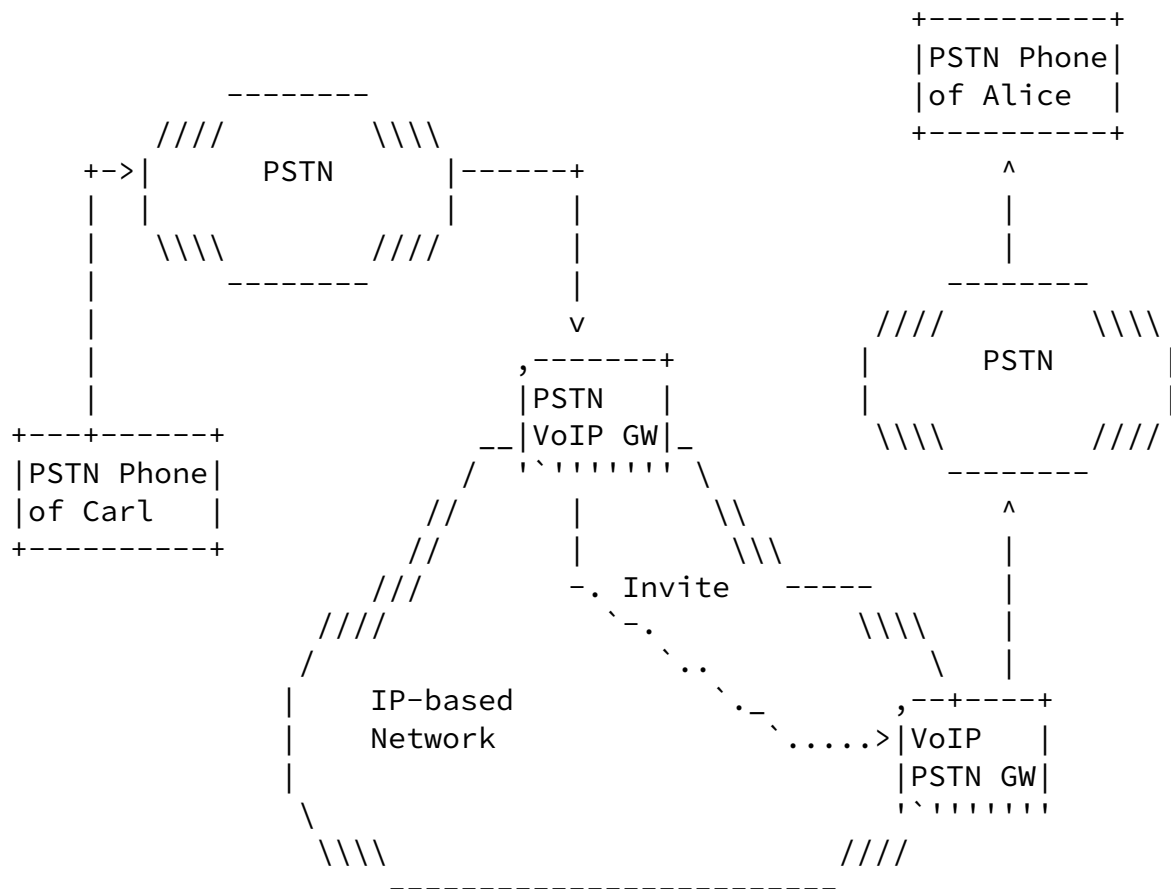 PSTN Phone
of Alice
PSTN
PSTN
PSTN
VoIP GW
PSTN Phone
of Carl
Invite
IP-based
Network
VoIP
PSTN GW